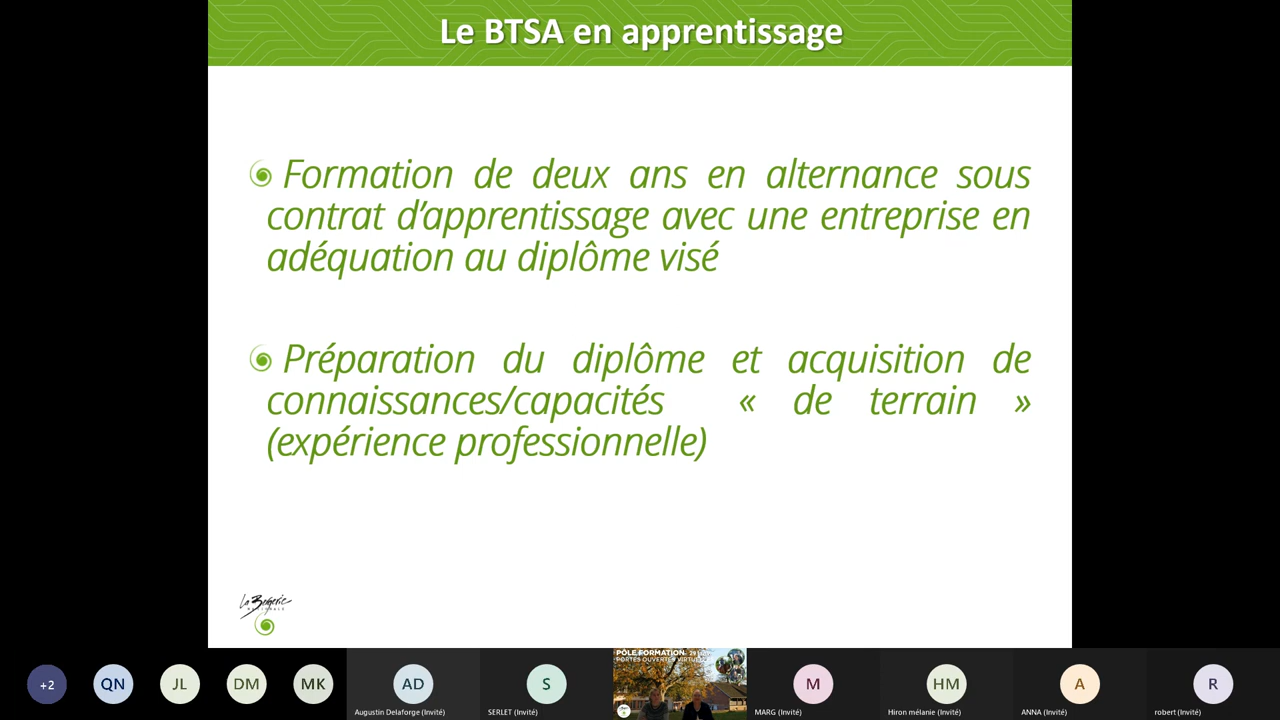 Le BTSA en apprentissage
Formation de deux ans en alternance sous
contrat d’apprentissage avec une entreprise en
adéquation au diplôme visé
Préparation du diplôme et acquisition de
connaissances/capacités « de terrain »
(expérience professionnelle)
La Bergerie
NATIONALE
+2
QN
JL
DM
MK
AD
Augustin Delaforge (Invité)
S
SERLET (Invité)
PÔLE FORMATION
PORTES OUVERTES
M
MARG (Invité)
HM
Hiron mélanie (Invité)
A
ANNA (Invité)
R
robert (Invité)